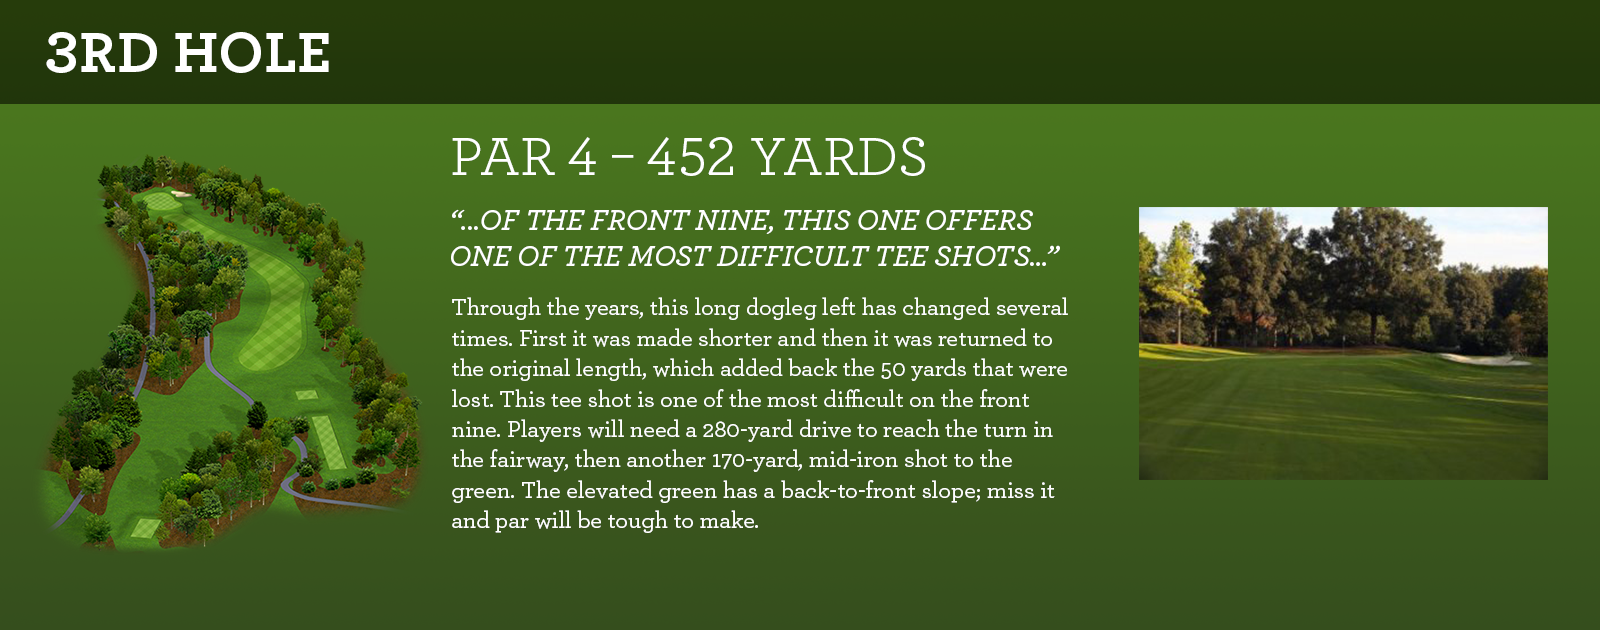 3RD HOLE
PAR 4 – 452 YARDS
“...OF THE FRONT NINE, THIS ONE OFFERS
ONE OF THE MOST DIFFICULT TEE SHOTS...”
Through the years, this long dogleg left has changed several
times. First it was made shorter and then it was returned to
the original length, which added back the 50 yards that were
lost. This tee shot is one of the most difficult on the front
nine. Players will need a 280-yard drive to reach the turn in
the fairway, then another 170-yard, mid-iron shot to the
green. The elevated green has a back-to-front slope; miss it
and par will be tough to make.